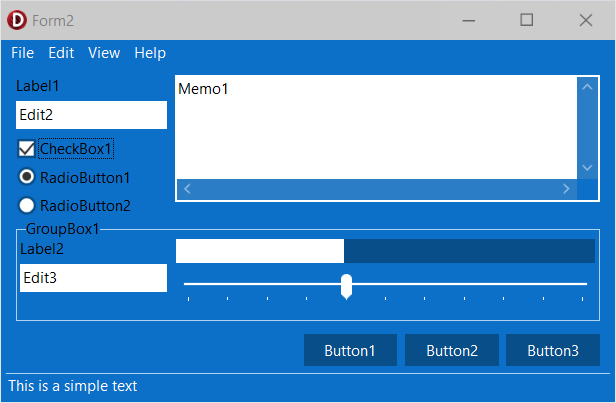 Form2
File Edit View Help
Label1
Edit2
Memo1
CheckBox1
RadioButton1
RadioButton2
GroupBox1
Label2
Edit3
Button1 Button2 Button3
This is a simple text